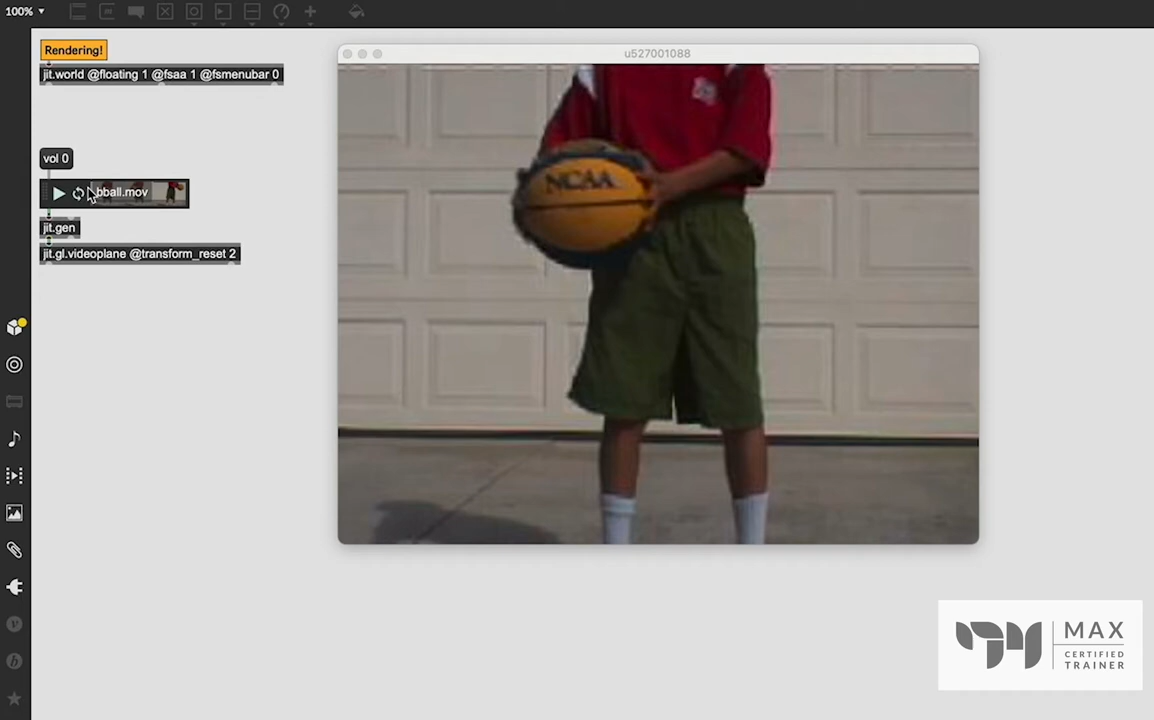 100%
Rendering!
u527001088
jit.world @floating 1 @fsaa 1 @fsmenubar 0
vol 0
bball.mov
NCAA
jit.gen
jit.gl.videoplane @transform_reset 2
MAX
CERTIFIED
TRAINER